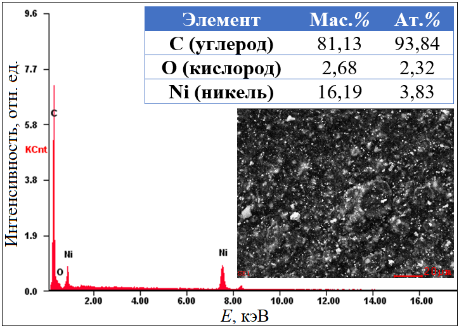 Элемент Мас.% Ат.%
C (углерод) 81,13 93,84
O (кислород) 2,68 2,32
Ni (никель) 16,19 3,83
Интенсивность, отн. ед.
9.6
7.7
5.8
3.8
1.9
KCnt
C
O
Ni
Ni
2.00 4.00 6.00 8.00 10.00 12.00 14.00 16.00
E, кэВ